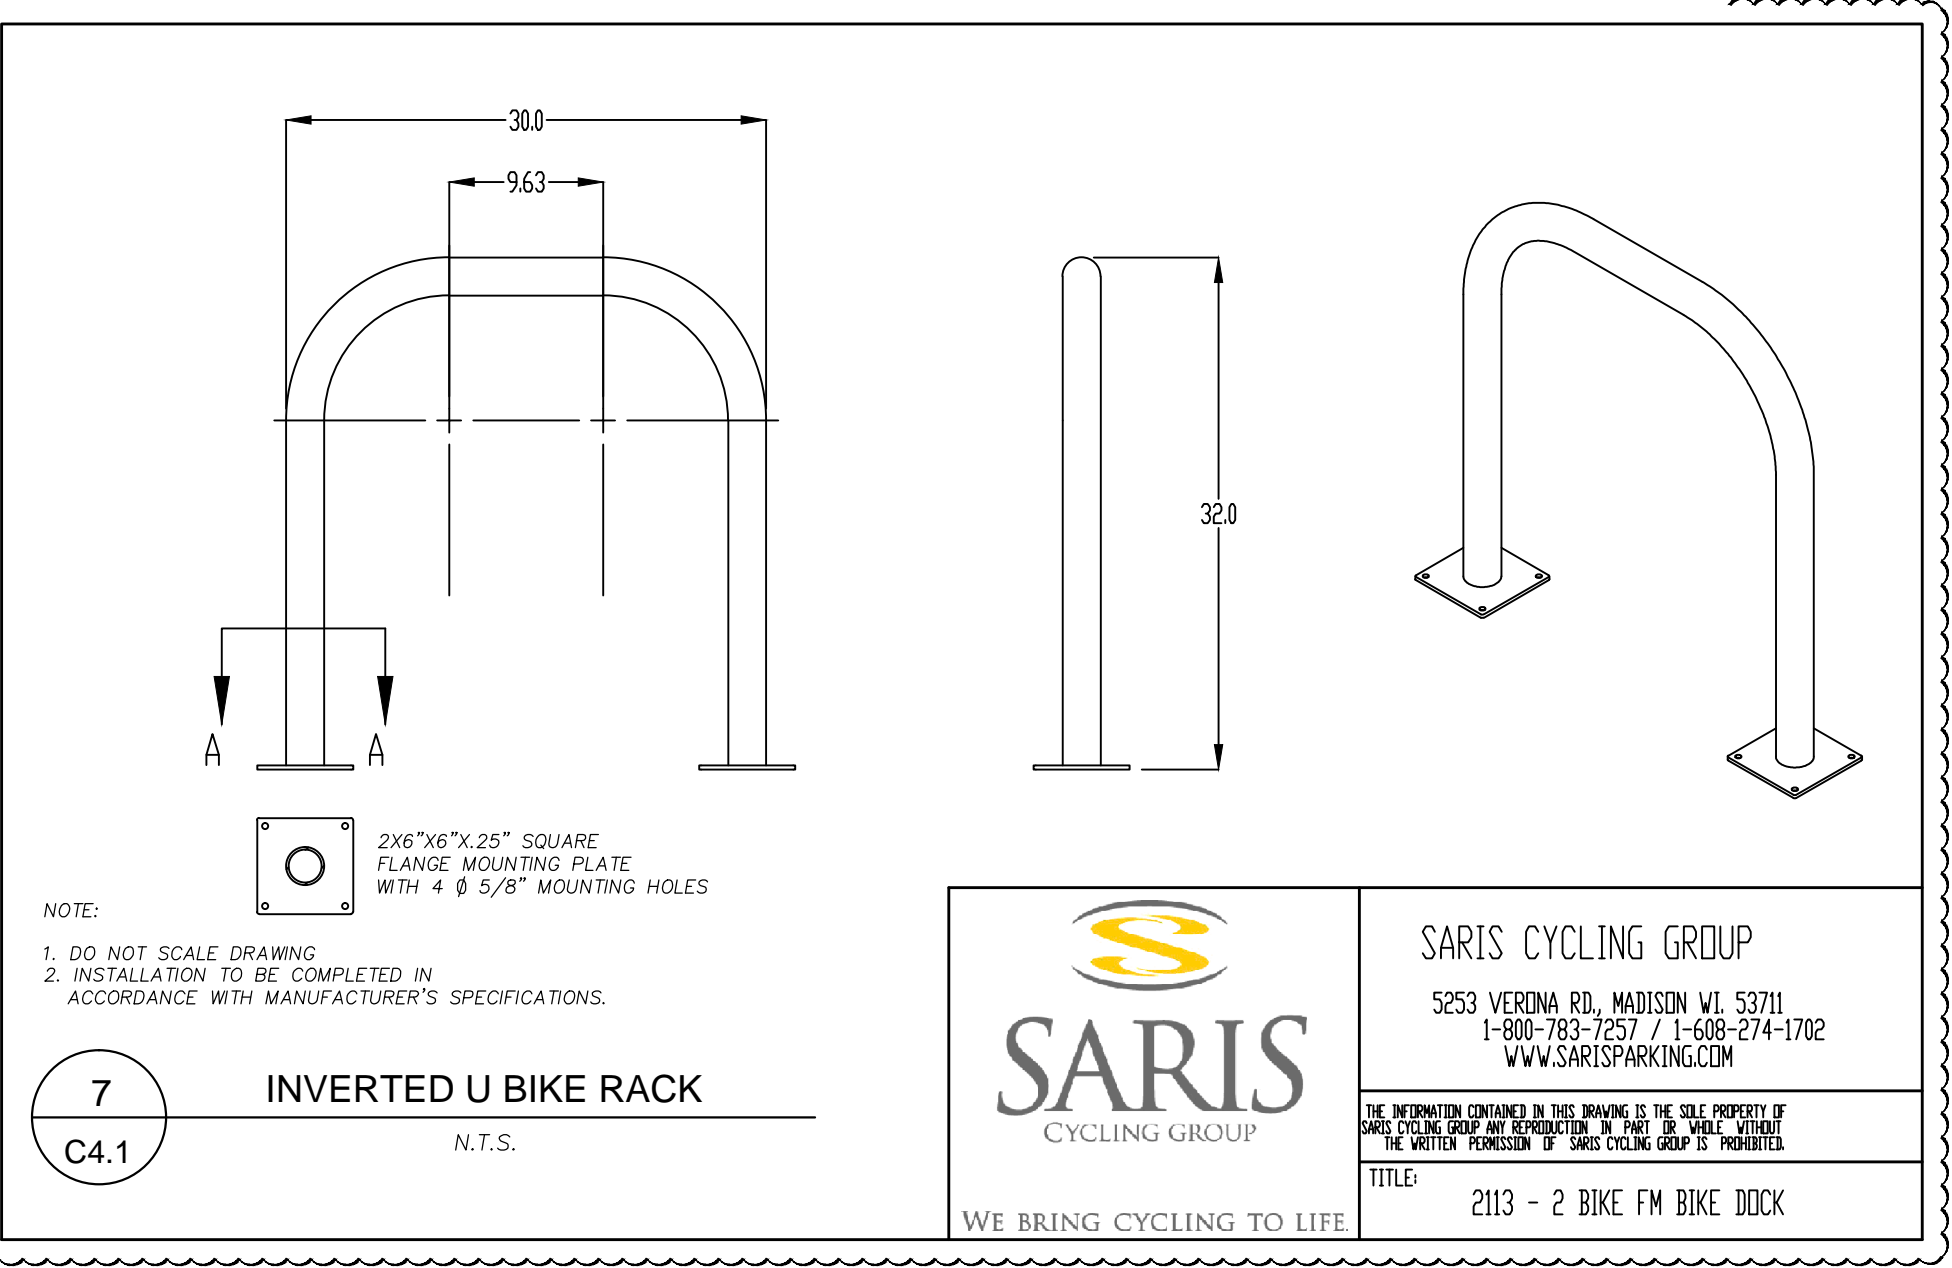 30.0
9.63
32.0
A A
2X6"X6"X.25" SQUARE
FLANGE MOUNTING PLATE
WITH 4 ϕ 5/8" MOUNTING HOLES
NOTE:
1. DO NOT SCALE DRAWING
2. INSTALLATION TO BE COMPLETED IN
ACCORDANCE WITH MANUFACTURER'S SPECIFICATIONS.
7
C4.1
INVERTED U BIKE RACK
N.T.S.
SARIS
CYCLING GROUP
WE BRING CYCLING TO LIFE.
SARIS CYCLING GROUP
5253 VERONA RD., MADISON WI. 53711
1-800-783-7257 / 1-608-274-1702
WWW.SARISPARKING.COM
THE INFORMATION CONTAINED IN THIS DRAWING IS THE SOLE PROPERTY OF
SARIS CYCLING GROUP ANY REPRODUCTION IN PART OR WHOLE WITHOUT
THE WRITTEN PERMISSION OF SARIS CYCLING GROUP IS PROHIBITED.
TITLE:
2113 - 2 BIKE FM BIKE DOCK